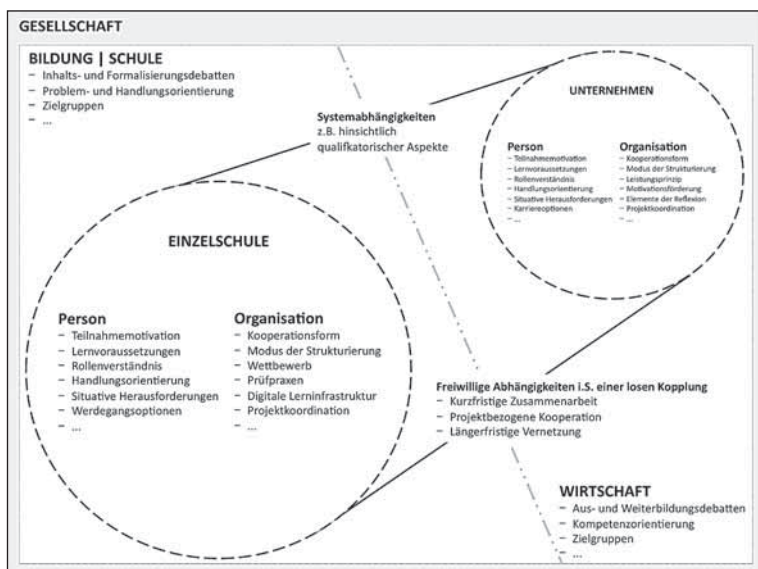 GESELLSCHAFT
BILDUNG | SCHULE
– Inhalts- und Formalisierungsdebatten
– Problem- und Handlungsorientierung
– Zielgruppen
– ...
Systemabhängigkeiten
z.B. hinsichtlich
qualifkatorischer Aspekte
UNTERNEHMEN
Person
– Teilnahmemotivation
– Lernvoraussetzungen
– Rollenverständnis
– Handlungsorientierung
– Situative Herausforderungen
– Karriereoptionen
– ...
Organisation
– Kooperationsform
– Modus der Strukturierung
– Leistungsprinzip
– Motivationsförderung
– Elemente der Reflexion
– Projektkoordination
– ...
EINZELSCHULE
Person
– Teilnahmemotivation
– Lernvoraussetzungen
– Rollenverständnis
– Handlungsorientierung
– Situative Herausforderungen
– Werdegangsoptionen
– ...
Organisation
– Kooperationsform
– Modus der Strukturierung
– Wettbewerb
– Prüfpraxen
– Digitale Lerninfrastruktur
– Projektkoordination
– ...
Freiwillige Abhängigkeiten i.S. einer losen Kopplung
– Kurzfristige Zusammenarbeit
– Projektbezogene Kooperation
– Längerfristige Vernetzung
WIRTSCHAFT
– Aus- und Weiterbildungsdebatten
– Kompetenzorientierung
– Zielgruppen
– ...